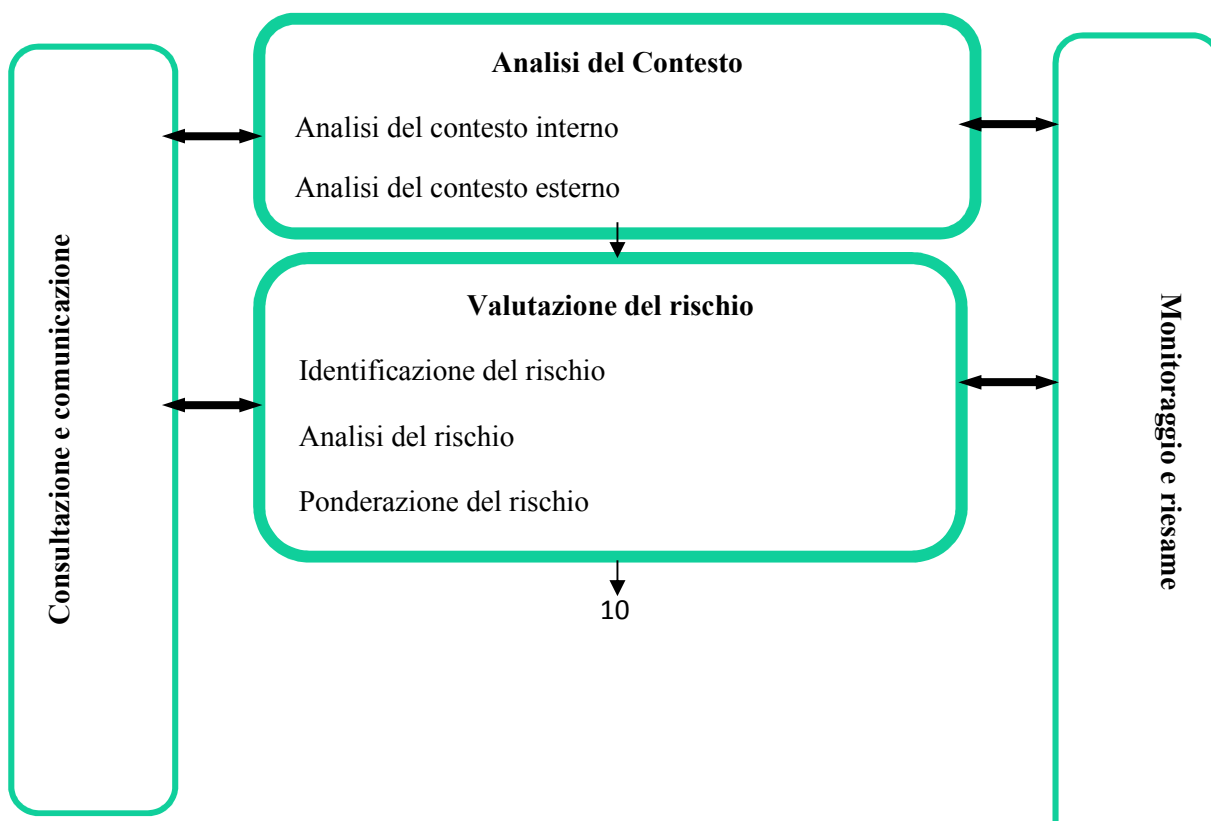 Analisi del Contesto
Analisi del contesto interno
Analisi del contesto esterno
Consultazione e comunicazione
Valutazione del rischio
Identificazione del rischio
Analisi del rischio
Ponderazione del rischio
Monitoraggio e riesame
10